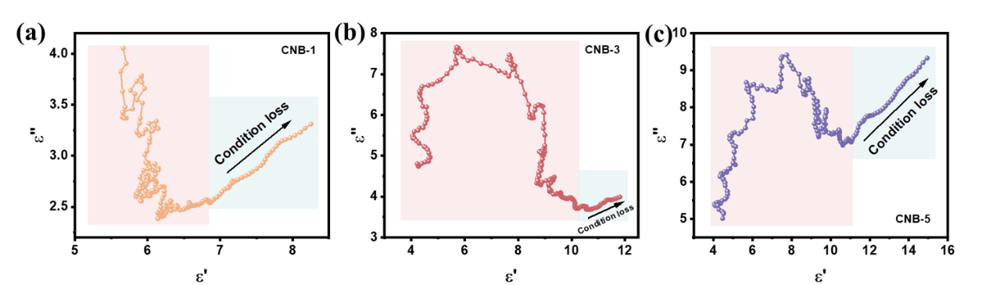 (a)
CNB-1
4.0
3.5
3.0
2.5
ε''
Condition loss
5
6
7
8
ε'
(b)
CNB-3
8
7
6
5
4
3
ε''
Condition loss
4
6
8
10
12
ε'
(c)
10
9
8
7
6
5
ε''
Condition loss
CNB-5
4
6
8
10
12
14
16
ε'